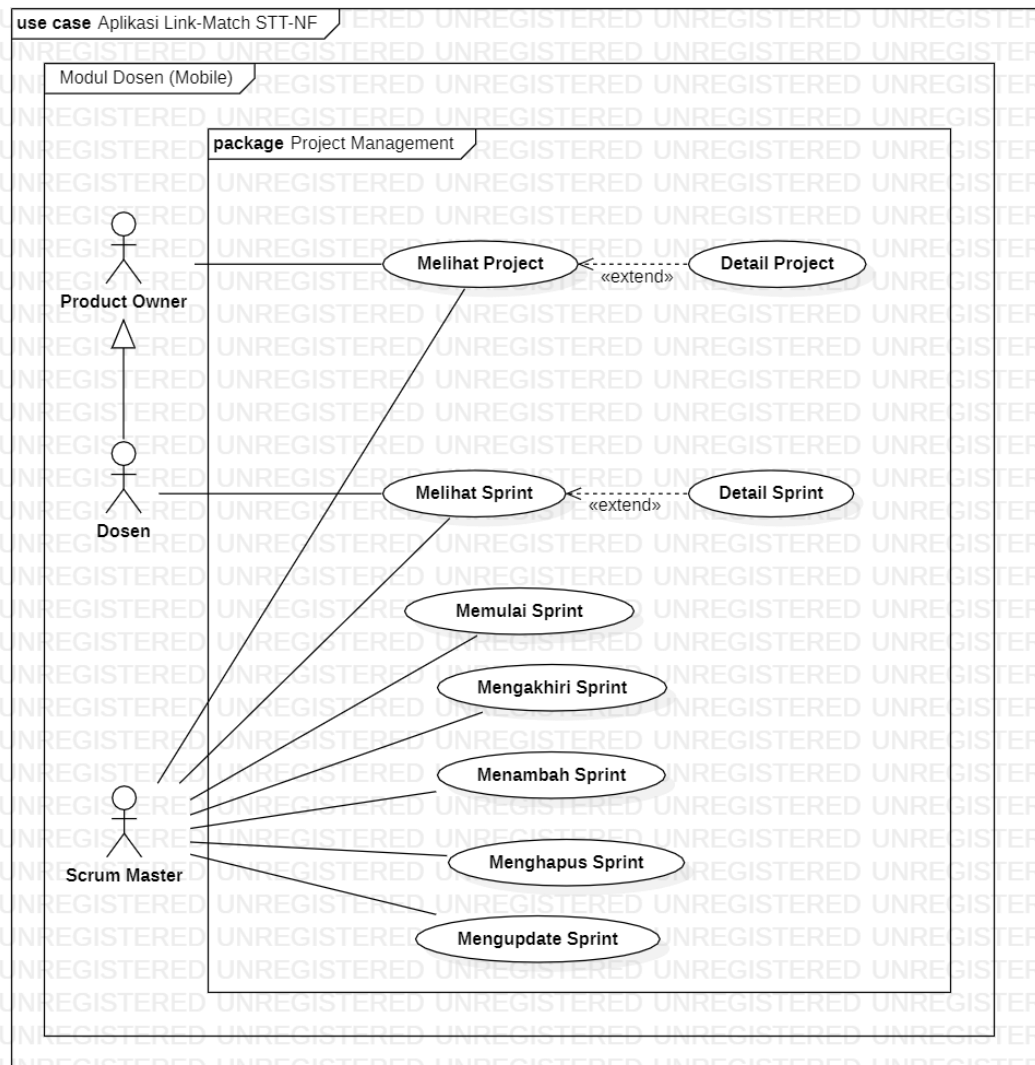 use case Aplikasi Link-Match STT-NF
Modul Dosen (Mobile)
package Project Management
Product Owner
Melihat Project
«extend»
Detail Project
Dosen
Melihat Sprint
«extend»
Detail Sprint
Memulai Sprint
Mengakhiri Sprint
Menambah Sprint
Scrum Master
Menghapus Sprint
Mengupdate Sprint
UNREGISTERED